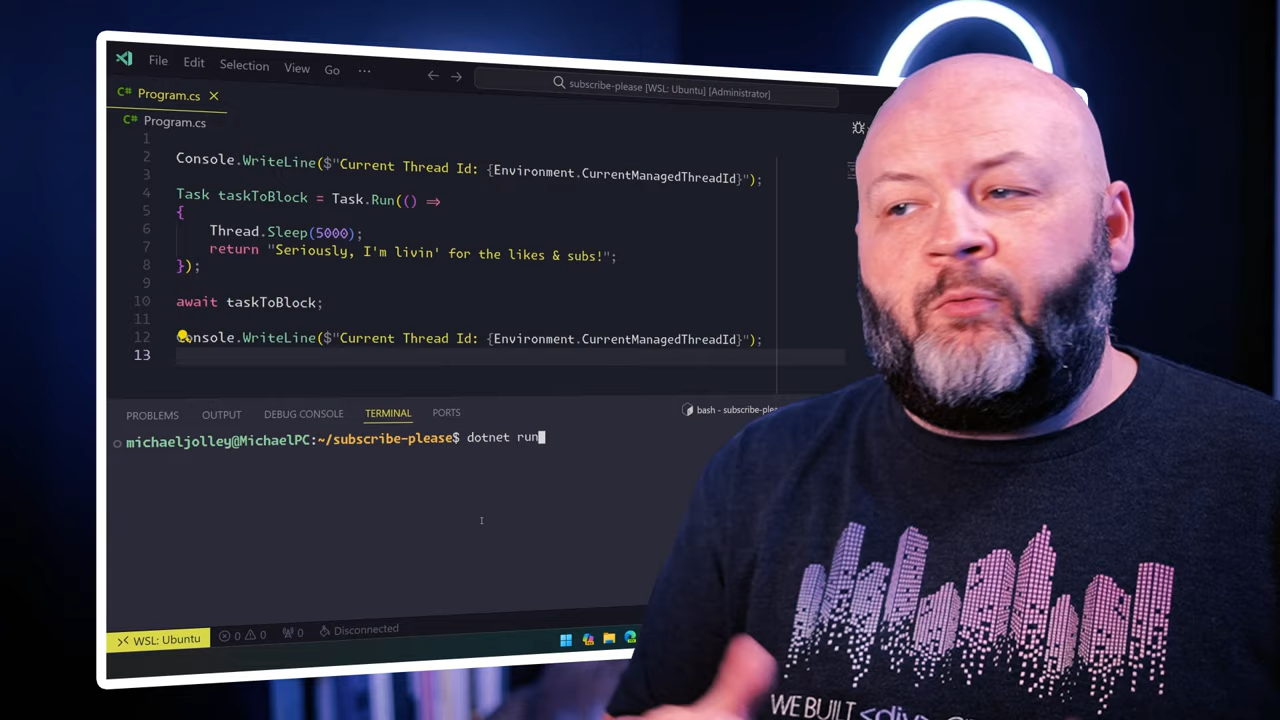 File Edit Selection View Go ···
subscribe-please [WSL: Ubuntu] [Administrator]
Program.cs
C# Program.cs
1
2 Console.WriteLine($"Current Thread Id: {Environment.CurrentManagedThreadId}");
3
4 Task taskToBlock = Task.Run(() =>
5 {
6 Thread.Sleep(5000);
7 return "Seriously, I'm livin' for the likes & subs!";
8 });
9
10 await taskToBlock;
11
12 Console.WriteLine($"Current Thread Id: {Environment.CurrentManagedThreadId}");
13
PROBLEMS OUTPUT DEBUG CONSOLE TERMINAL PORTS
bash - subscribe-plea
michaeljolley@MichaelPC:~/subscribe-please$ dotnet run
WSL: Ubuntu 0 0 0 Disconnected
WE BUILT <div>